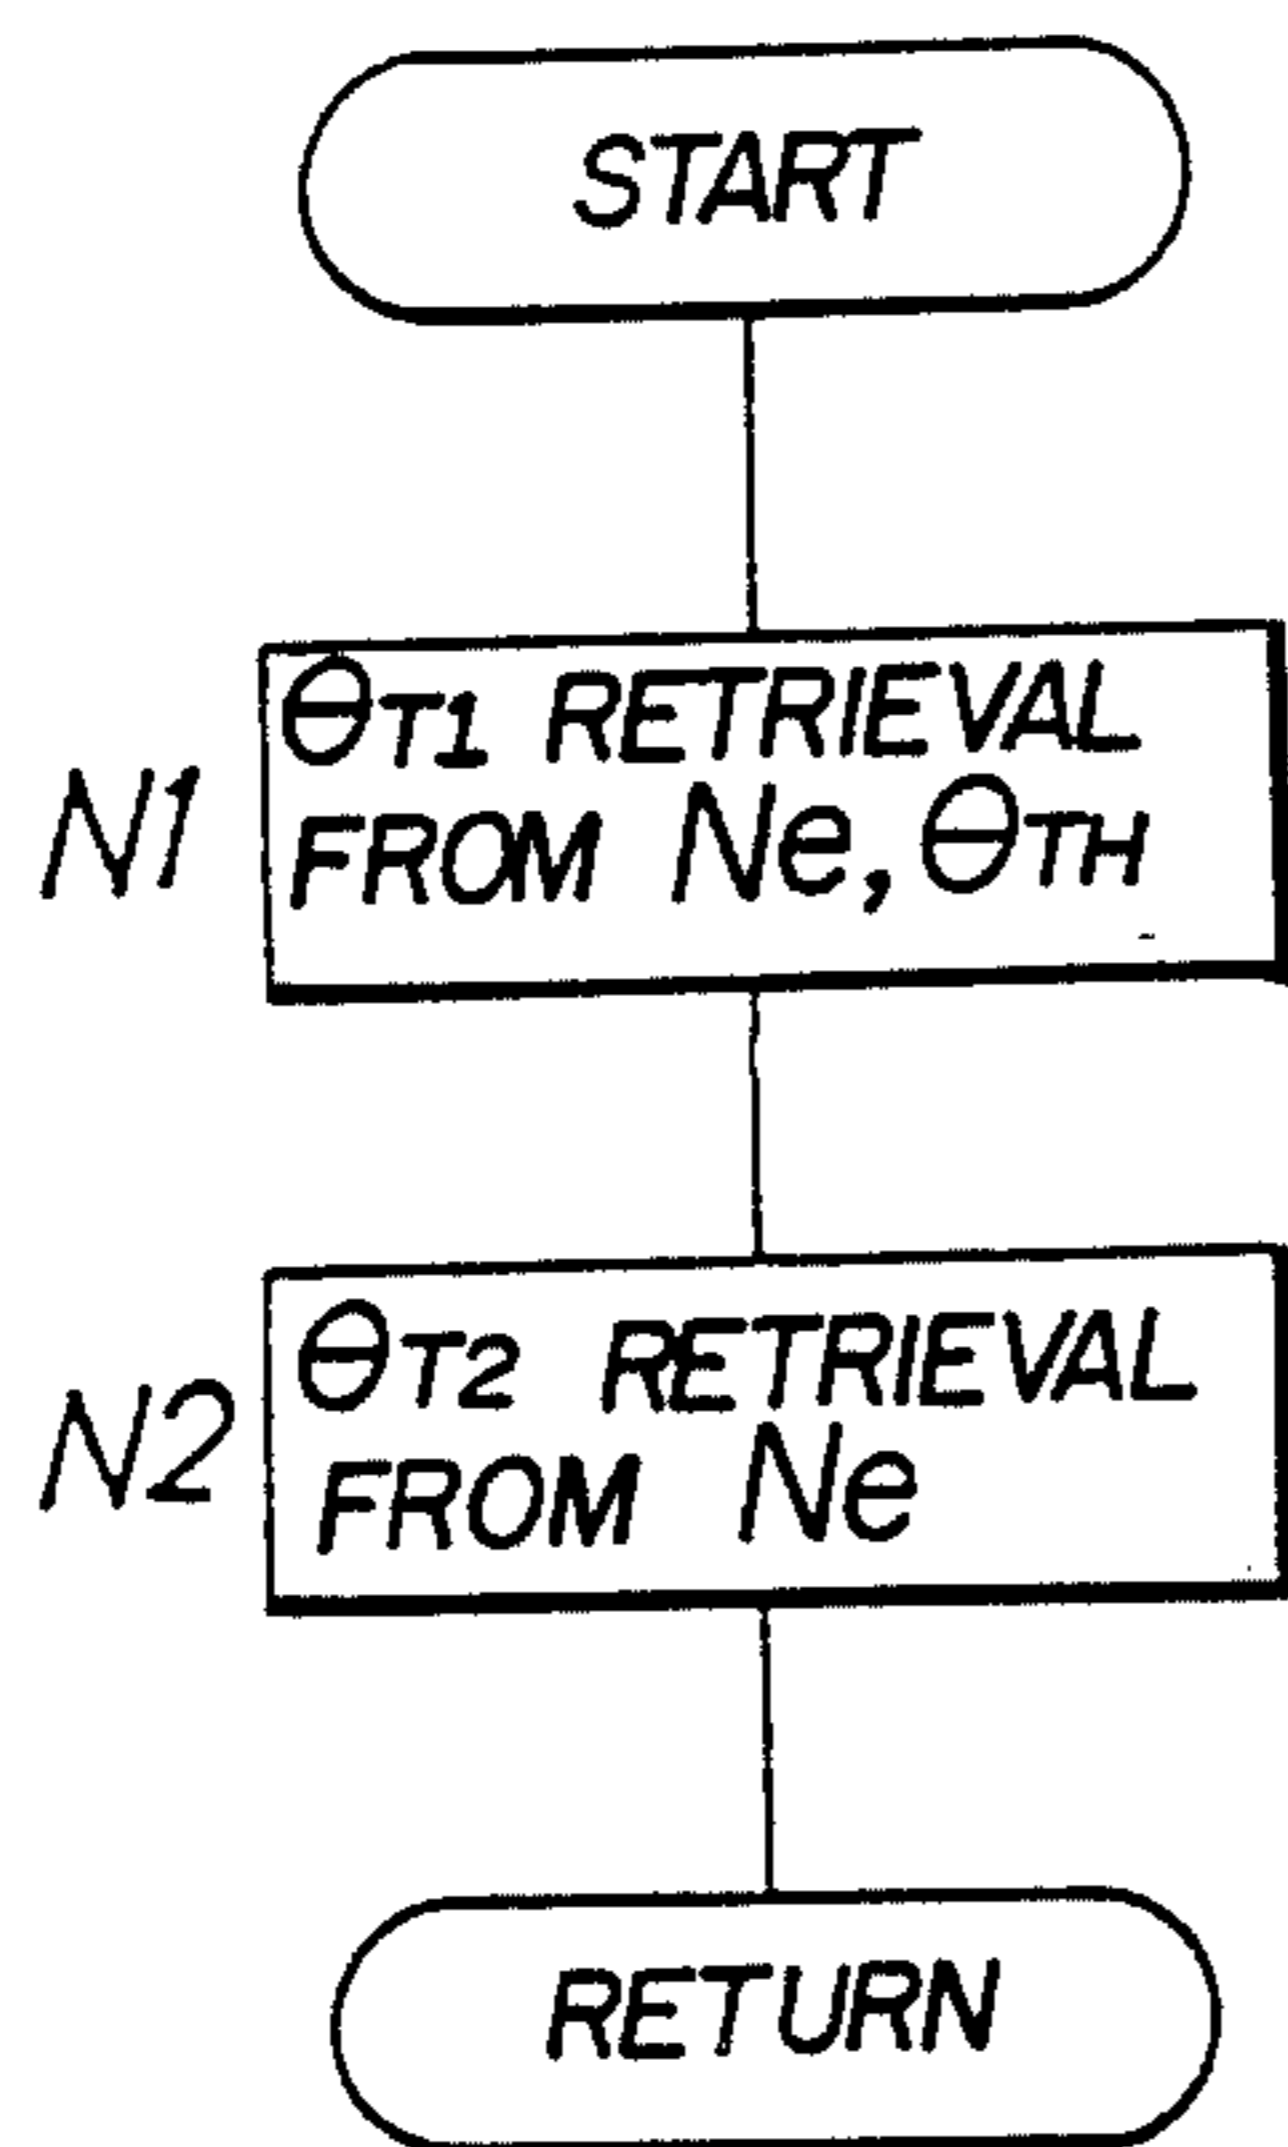 START
θT1 RETRIEVAL
N1
FROM Ne, θTH
θT2 RETRIEVAL
N2
FROM Ne
RETURN